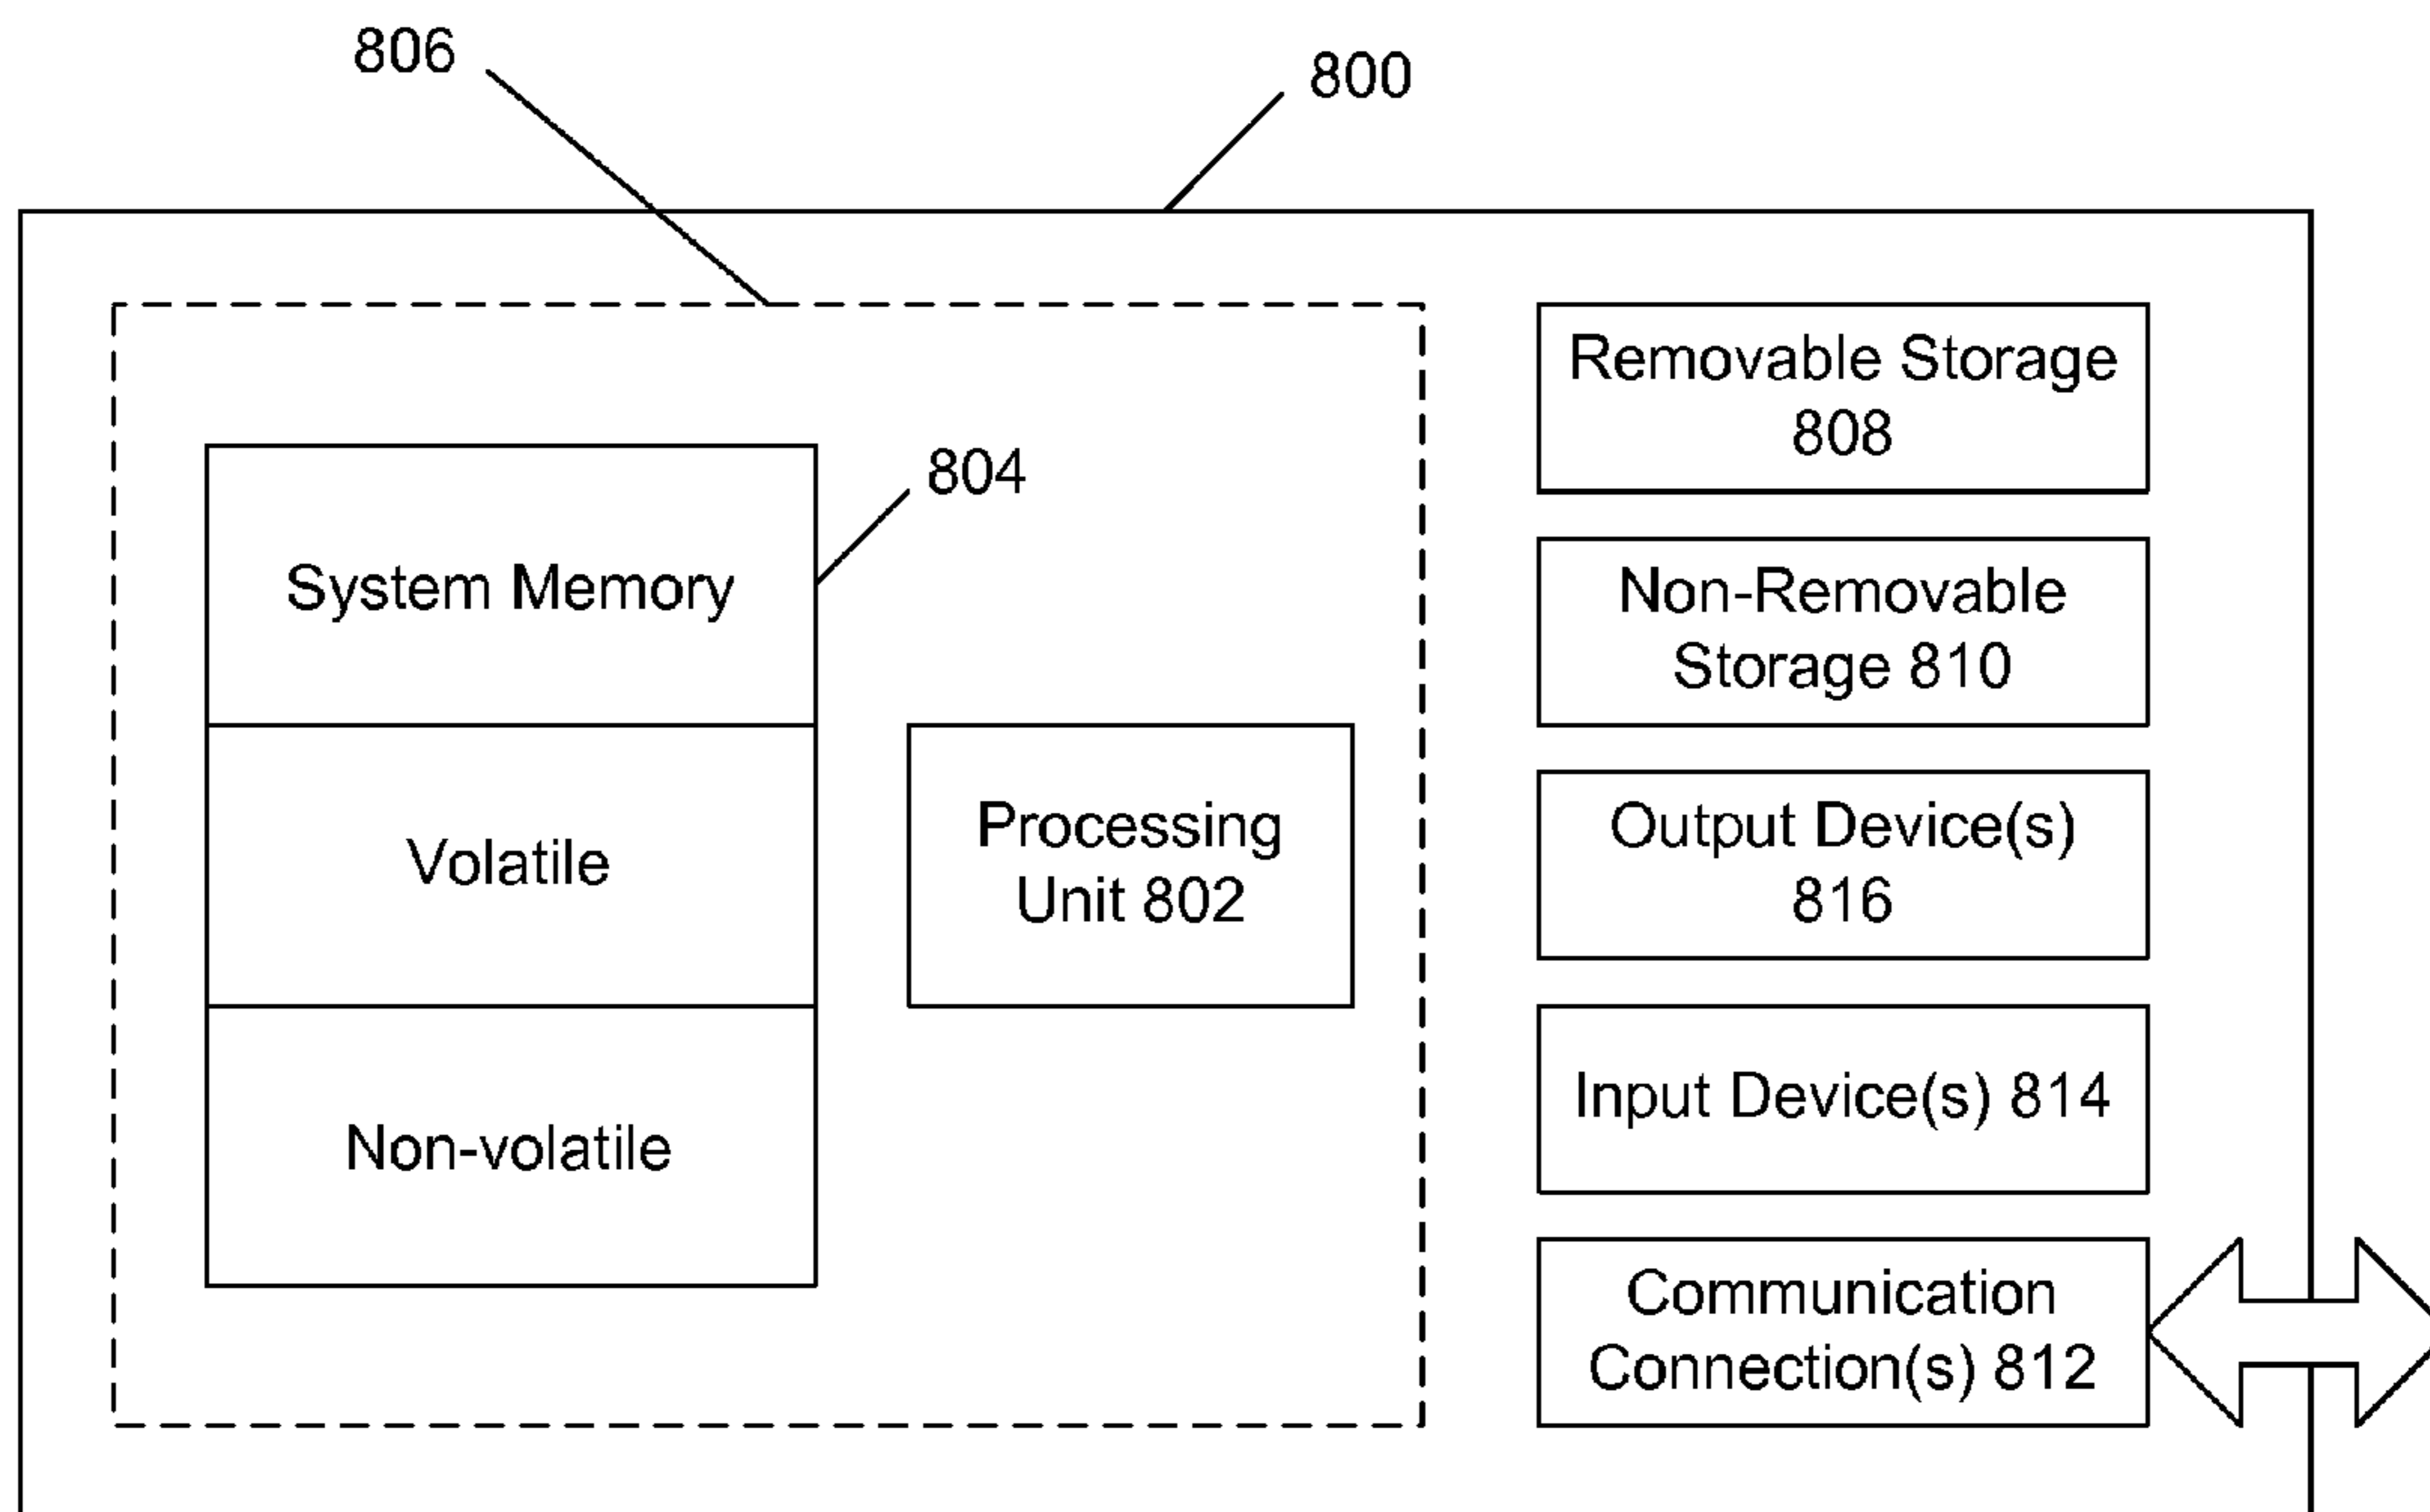 806
800
804
System Memory
Volatile
Non-volatile
Processing
Unit 802
Removable Storage
808
Non-Removable
Storage 810
Output Device(s)
816
Input Device(s) 814
Communication
Connection(s) 812